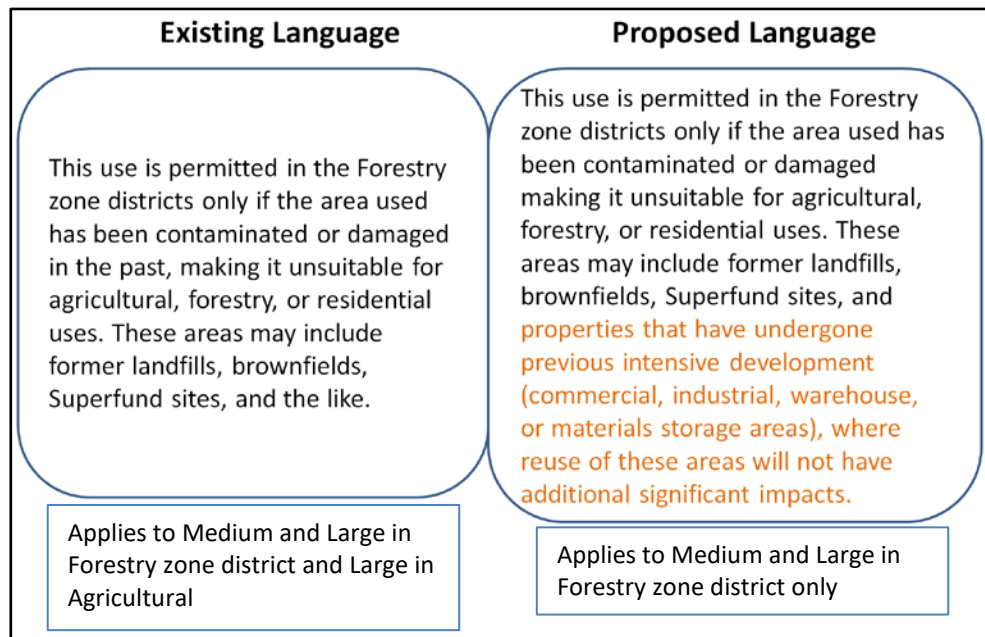 Existing Language
This use is permitted in the Forestry
zone districts only if the area used
has been contaminated or damaged
in the past, making it unsuitable for
agricultural, forestry, or residential
uses. These areas may include
former landfills, brownfields,
Superfund sites, and the like.
Applies to Medium and Large in
Forestry zone district and Large in
Agricultural
Proposed Language
This use is permitted in the Forestry
zone districts only if the area used has
been contaminated or damaged
making it unsuitable for agricultural,
forestry, or residential uses. These
areas may include former landfills,
brownfields, Superfund sites, and
properties that have undergone
previous intensive development
(commercial, industrial, warehouse,
or materials storage areas), where
reuse of these areas will not have
additional significant impacts.
Applies to Medium and Large in
Forestry zone district only